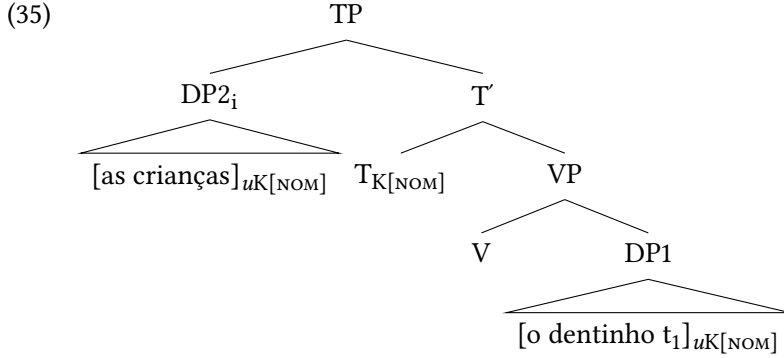 (35) TP
DP2i T′
[as crianças]uK[NOM] TK[NOM] VP
V DP1
[o dentinho t1]uK[NOM]